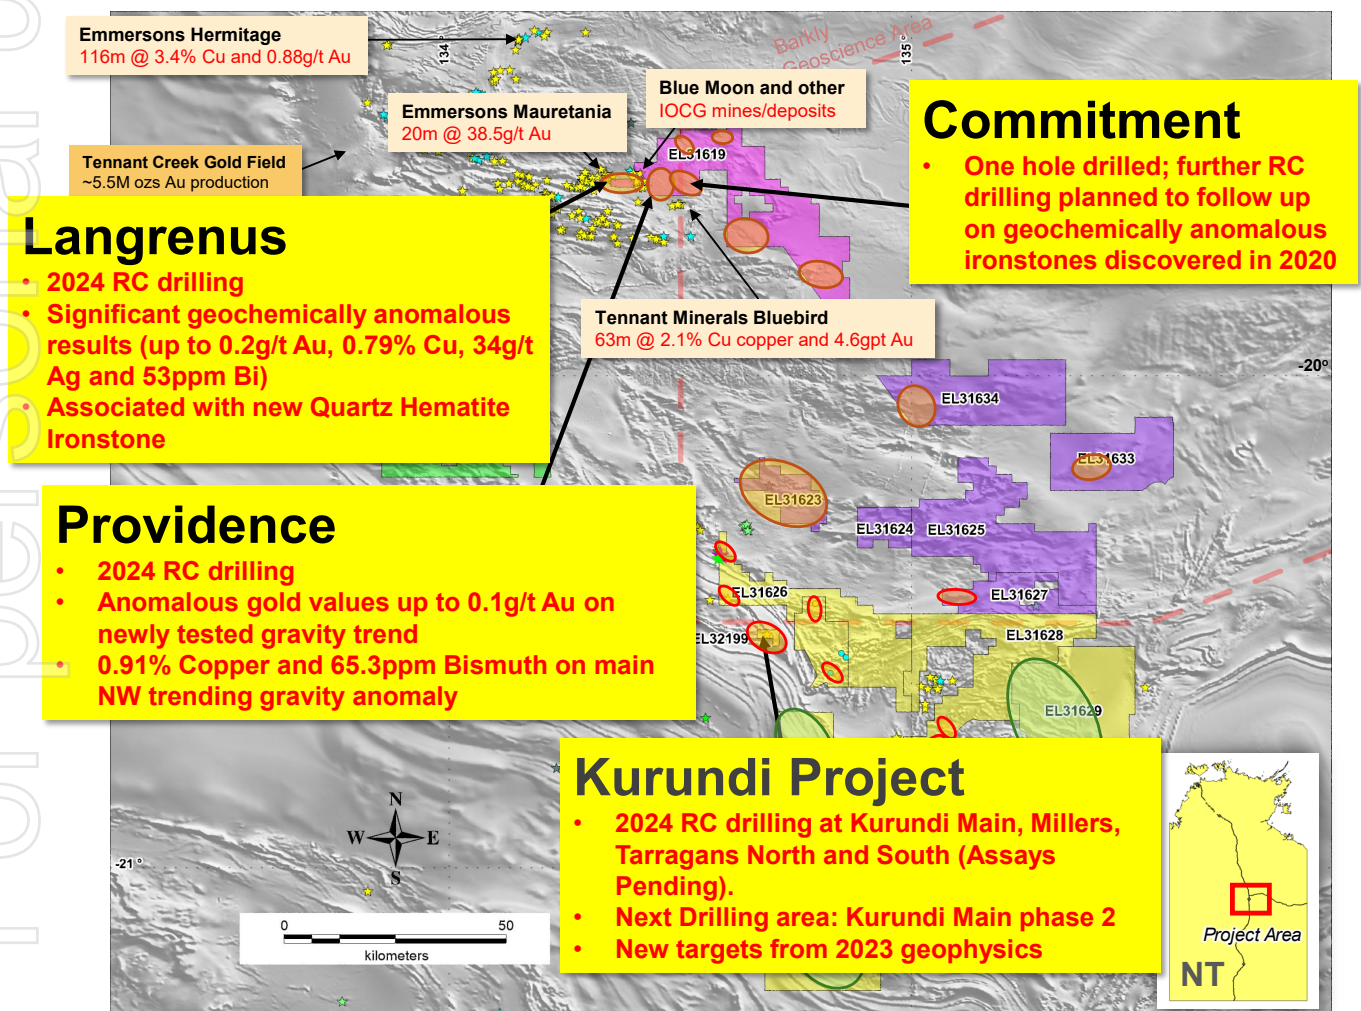 Emmersons Hermitage
116m @ 3.4% Cu and 0.88g/t Au
134°
Barkly
Geoscience Area
135°
Emmersons Mauretania
20m @ 38.5g/t Au
Blue Moon and other
IOCG mines/deposits
Tennant Creek Gold Field
~5.5M ozs Au production
EL31619
Commitment
• One hole drilled; further RC
drilling planned to follow up
on geochemically anomalous
ironstones discovered in 2020
Langrenus
• 2024 RC drilling
• Significant geochemically anomalous
results (up to 0.2g/t Au, 0.79% Cu, 34g/t
Ag and 53ppm Bi)
• Associated with new Quartz Hematite
Ironstone
Tennant Minerals Bluebird
63m @ 2.1% Cu copper and 4.6gpt Au
-20°
EL31634
EL31633
EL31623
EL31624
EL31625
EL31626
EL31627
EL31628
EL32199
EL31629
Providence
• 2024 RC drilling
• Anomalous gold values up to 0.1g/t Au on
newly tested gravity trend
• 0.91% Copper and 65.3ppm Bismuth on main
NW trending gravity anomaly
Kurundi Project
• 2024 RC drilling at Kurundi Main, Millers,
Tarragans North and South (Assays
Pending).
• Next Drilling area: Kurundi Main phase 2
• New targets from 2023 geophysics
N
W E
S
-21°
0 50
kilometers
Project Area
NT
For personal